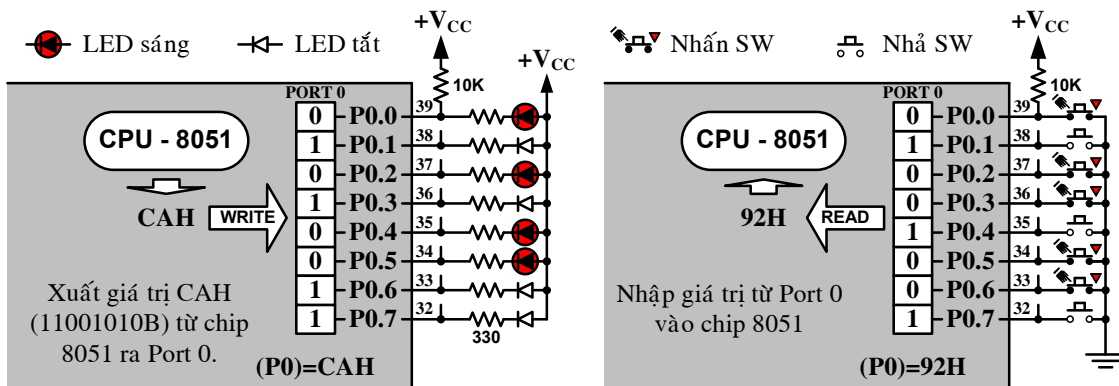 LED sáng
LED tắt
+VCC
+VCC
10K
PORT 0
CPU - 8051
CAH
WRITE
0 P0.0 39
1 P0.1 38
0 P0.2 37
1 P0.3 36
0 P0.4 35
0 P0.5 34
1 P0.6 33
1 P0.7 32
330
Xuất giá trị CAH
(11001010B) từ chip
8051 ra Port 0.
(P0)=CAH
Nhấn SW
Nhả SW
+VCC
10K
PORT 0
CPU - 8051
92H
READ
0 P0.0 39
1 P0.1 38
0 P0.2 37
0 P0.3 36
1 P0.4 35
0 P0.5 34
0 P0.6 33
1 P0.7 32
Nhập giá trị từ Port 0
vào chip 8051
(P0)=92H